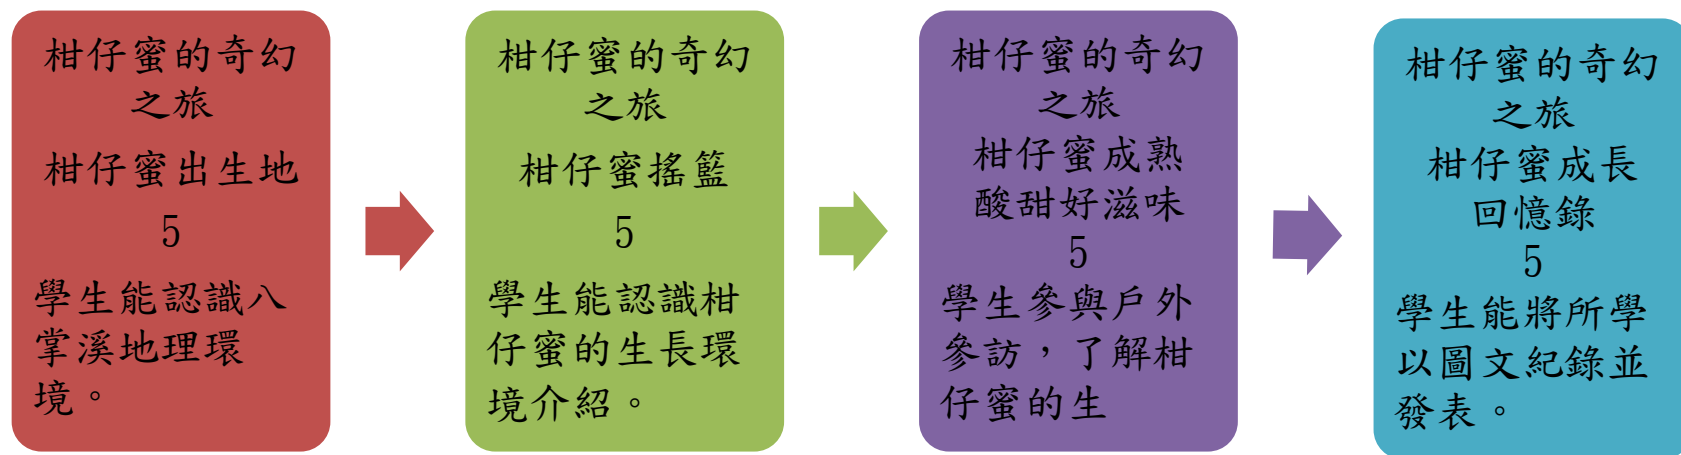 柑仔蜜的奇幻
之旅
柑仔蜜出生地
5
學生能認識八
掌溪地理環
境。
柑仔蜜的奇幻
之旅
柑仔蜜搖籃
5
學生能認識柑
仔蜜的生長環
境介紹。
柑仔蜜的奇幻
之旅
柑仔蜜成熟
酸甜好滋味
5
學生參與戶外
參訪，了解柑
仔蜜的生
柑仔蜜的奇幻
之旅
柑仔蜜成長
回憶錄
5
學生能將所學
以圖文紀錄並
發表。